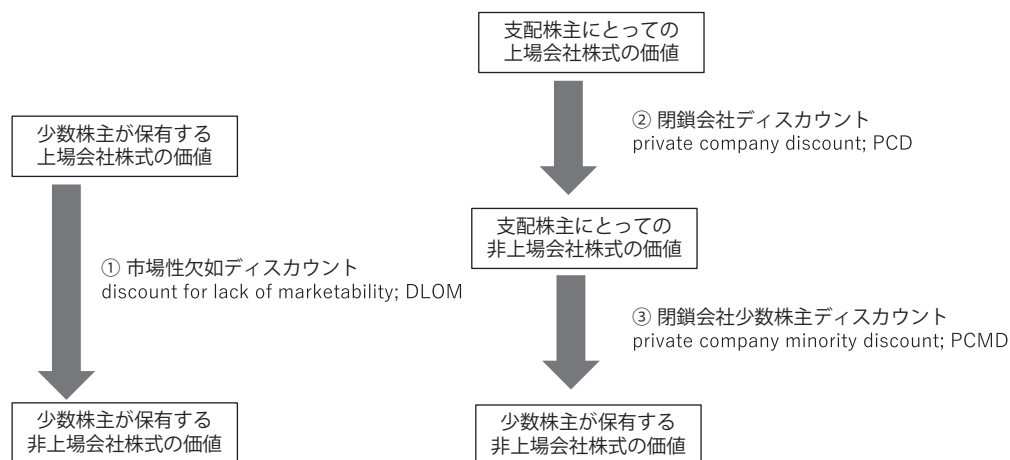 少数株主が保有する
上場会社株式の価値
① 市場性欠如ディスカウント
discount for lack of marketability; DLOM
少数株主が保有する
非上場会社株式の価値
支配株主にとっての
上場会社株式の価値
② 閉鎖会社ディスカウント
private company discount; PCD
支配株主にとっての
非上場会社株式の価値
③ 閉鎖会社少数株主ディスカウント
private company minority discount; PCMD
少数株主が保有する
非上場会社株式の価値